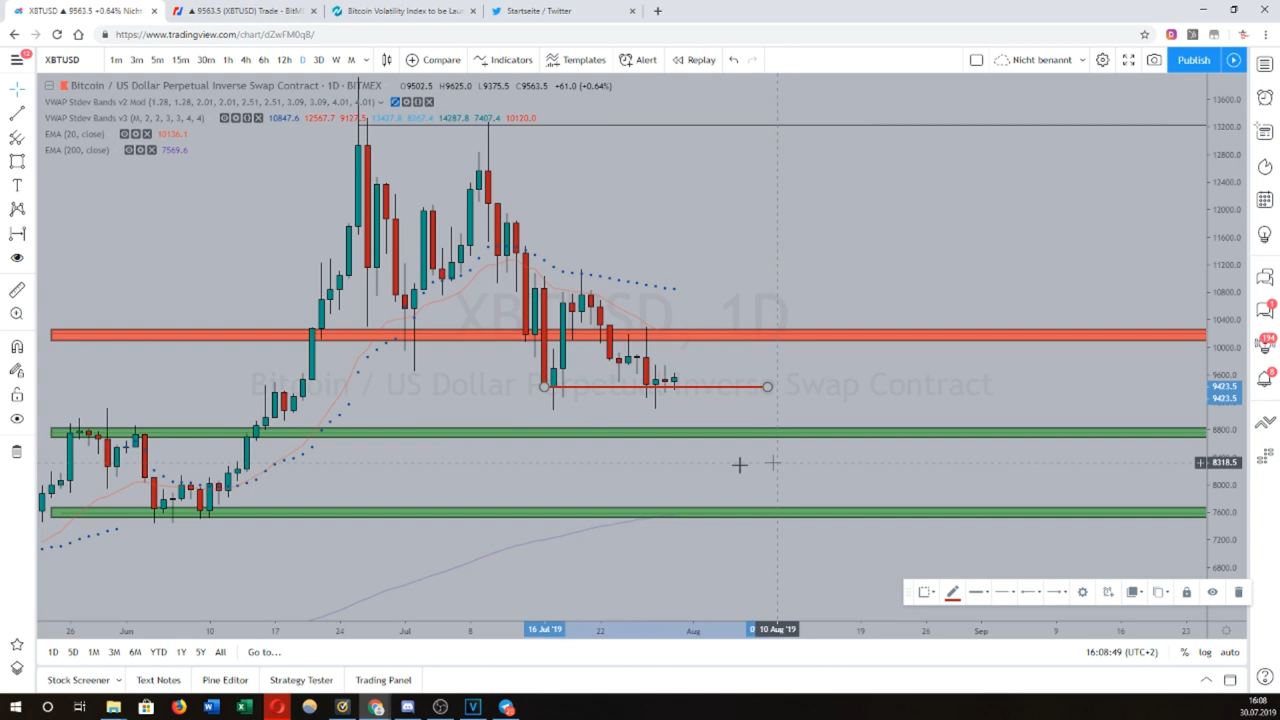 XBTUSD ▲ 9563.5 +0.64% Nicht
▲ 9563.5 (XBTUSD) Trade - BitM
Bitcoin Volatility Index to be Lau
Startseite / Twitter
https://www.tradingview.com/chart/dZwFM0q8/
12
XBTUSD
1m 3m 5m 15m 30m 1h 4h 6h 12h D 3D W M
Compare
Indicators
Templates
Alert
Replay
Nicht benannt
Publish
Bitcoin / US Dollar Perpetual Inverse Swap Contract · 1D · BITMEX O9502.5 H9625.0 L9375.5 C9563.5 +61.0 (+0.64%)
VWAP Stdev Bands v2 Mod (1.28, 1.28, 2.01, 2.01, 2.51, 2.51, 3.09, 3.09, 4.01, 4.01)
VWAP Stdev Bands v3 (M, 2, 2, 3, 3, 4, 4) 10847.6 12567.7 9127.5 13427.8 8267.4 14287.8 7407.4 10120.0
EMA (20, close) 10136.1
EMA (200, close) 7569.6
XBTUSD, 1D
Bitcoin / US Dollar Perpetual Inverse Swap Contract
13600.0
13200.0
12800.0
12400.0
12000.0
11600.0
11200.0
10800.0
10400.0
10000.0
9600.0
9423.5
9423.5
8800.0
8318.5
8000.0
7600.0
7200.0
6800.0
1
194
8
26 Jun 10 17 24 Jul 8 16 Jul '19 22 Aug 10 Aug '19 19 26 Sep 9 16 23
1D 5D 1M 3M 6M YTD 1Y 5Y All Go to...
16:08:49 (UTC+2) % log auto
Stock Screener
Text Notes
Pine Editor
Strategy Tester
Trading Panel
16:08
30.07.2019